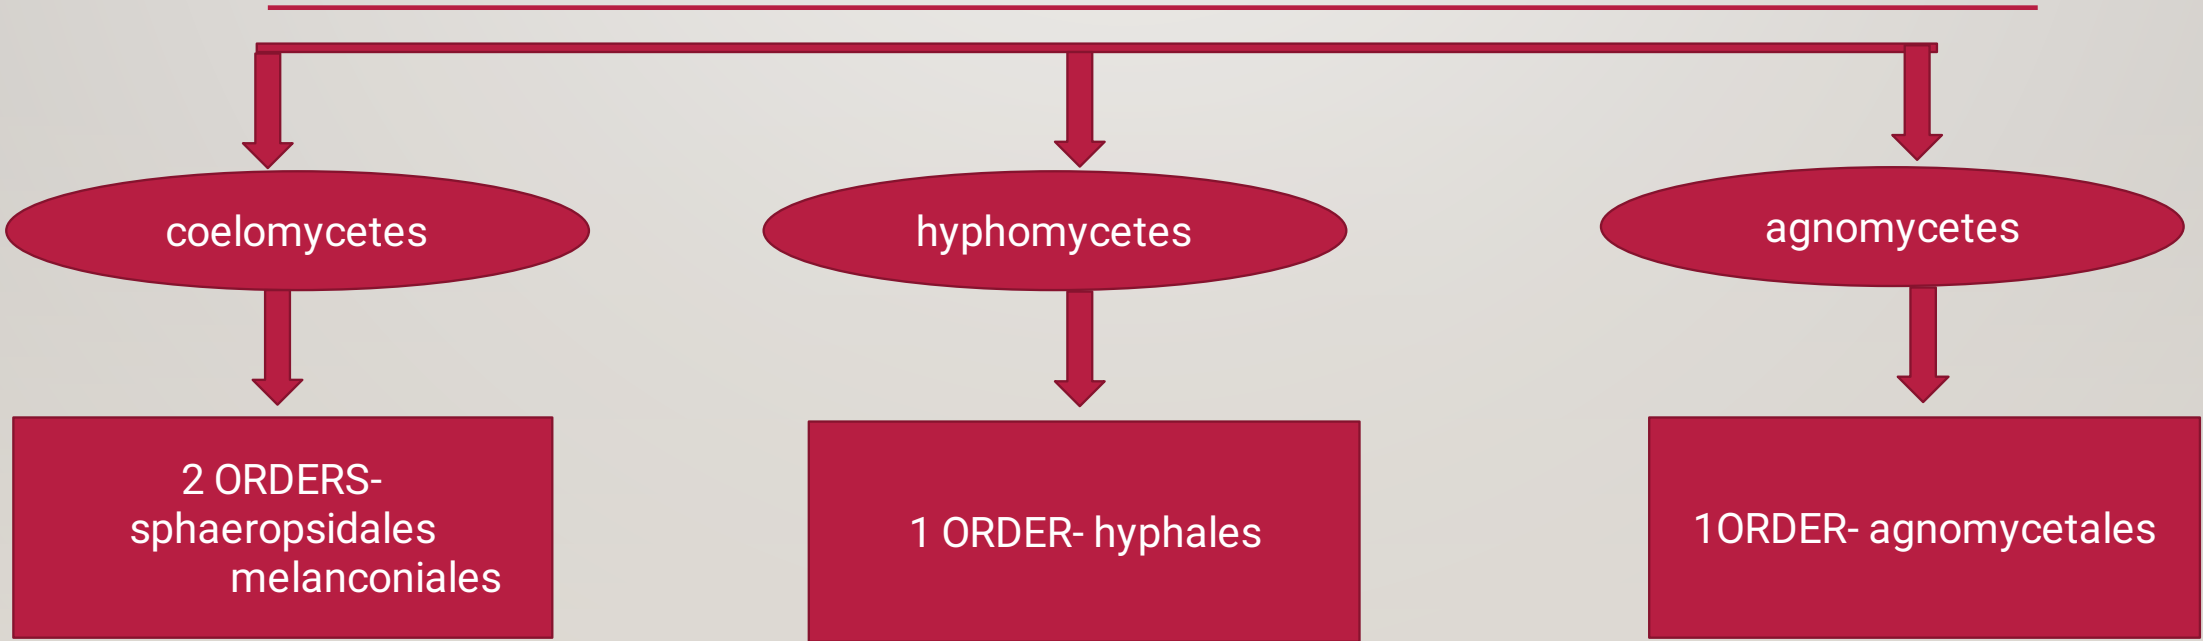 coelomycetes
hyphomycetes
agnomycetes
2 ORDERS-
sphaeropsidales
melanconiales
1 ORDER- hyphales
1ORDER- agnomycetales